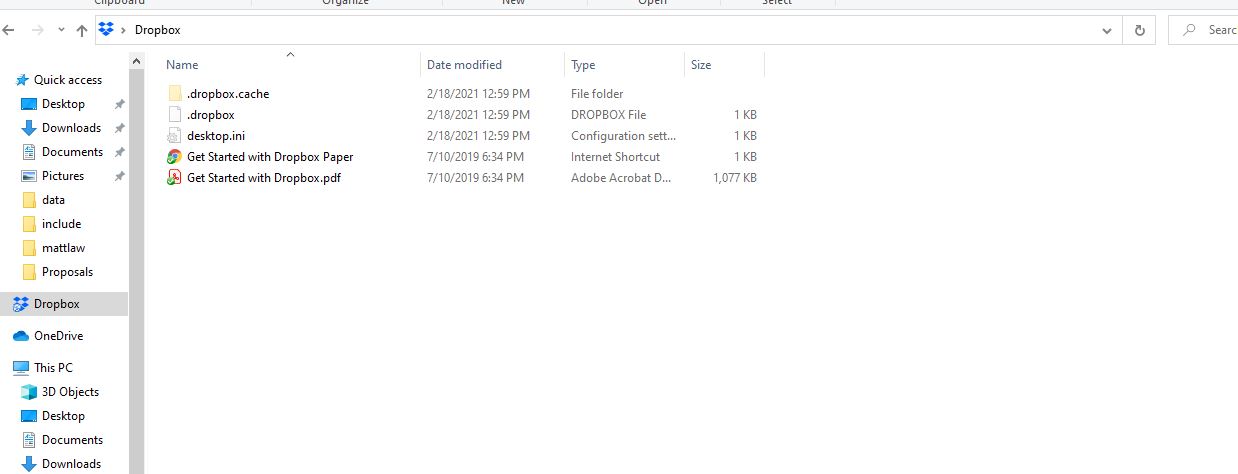 Clipboard Organize New Open Select
Dropbox Searc
Name Date modified Type Size
Quick access
Desktop
Downloads
Documents
Pictures
data
include
mattlaw
Proposals
Dropbox
OneDrive
This PC
3D Objects
Desktop
Documents
Downloads
.dropbox.cache 2/18/2021 12:59 PM File folder
.dropbox 2/18/2021 12:59 PM DROPBOX File 1 KB
desktop.ini 2/18/2021 12:59 PM Configuration sett... 1 KB
Get Started with Dropbox Paper 7/10/2019 6:34 PM Internet Shortcut 1 KB
Get Started with Dropbox.pdf 7/10/2019 6:34 PM Adobe Acrobat D... 1,077 KB